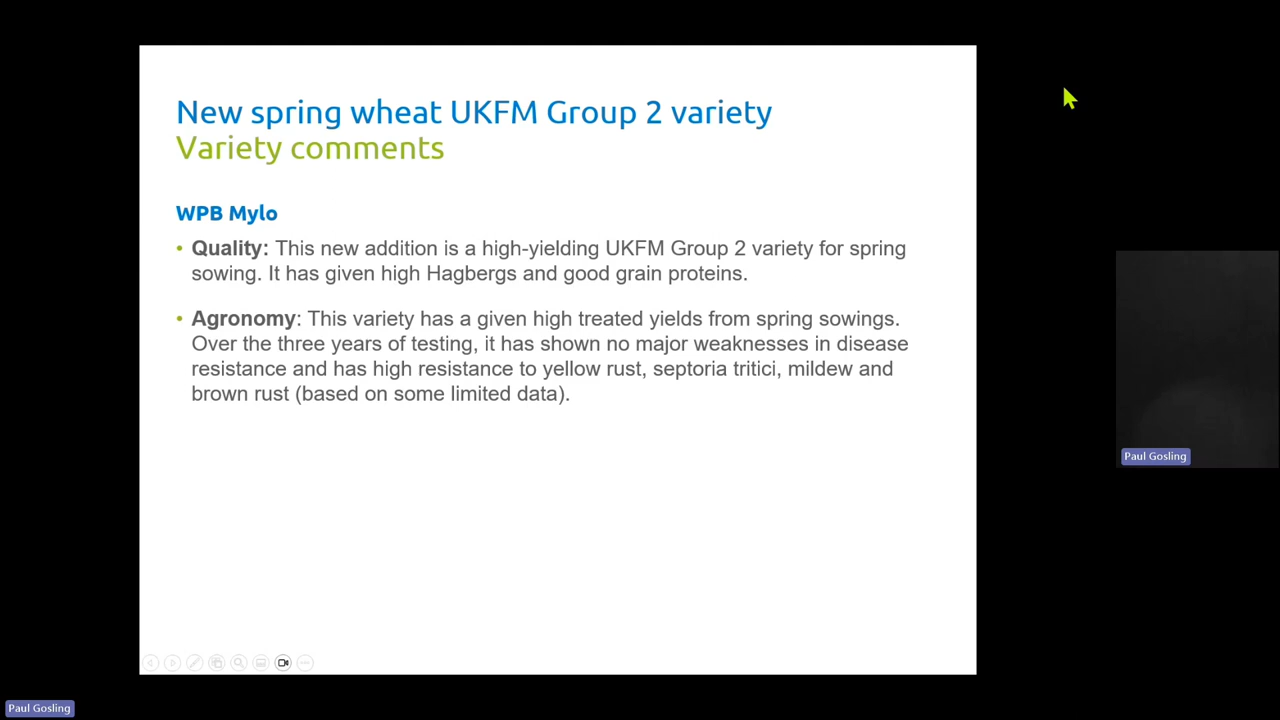 New spring wheat UKFM Group 2 variety
Variety comments
WPB Mylo
• Quality: This new addition is a high-yielding UKFM Group 2 variety for spring
sowing. It has given high Hagbergs and good grain proteins.
• Agronomy: This variety has a given high treated yields from spring sowings.
Over the three years of testing, it has shown no major weaknesses in disease
resistance and has high resistance to yellow rust, septoria tritici, mildew and
brown rust (based on some limited data).
Paul Gosling
Paul Gosling